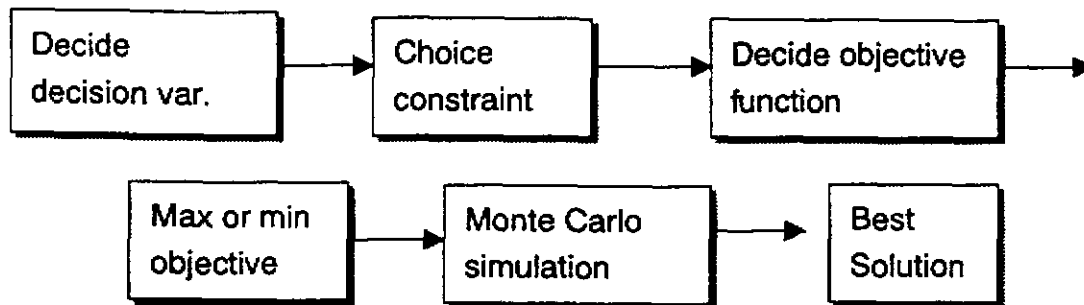 Decide
decision var.
Choice
constraint
Decide objective
function
Max or min
objective
Monte Carlo
simulation
Best
Solution